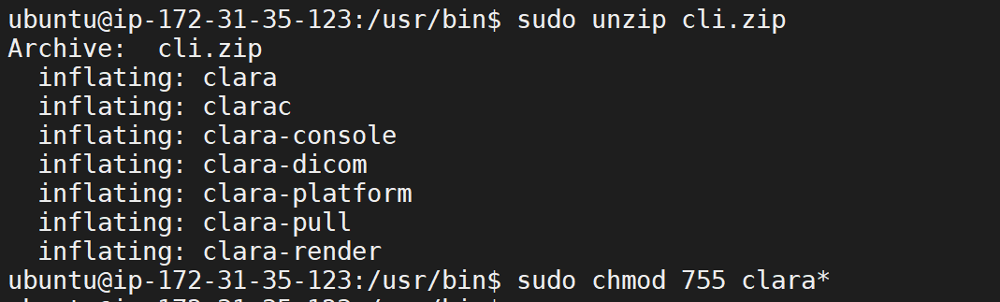 ubuntu@ip-172-31-35-123:/usr/bin$ sudo unzip cli.zip
Archive:  cli.zip
  inflating: clara
  inflating: clarac
  inflating: clara-console
  inflating: clara-dicom
  inflating: clara-platform
  inflating: clara-pull
  inflating: clara-render
ubuntu@ip-172-31-35-123:/usr/bin$ sudo chmod 755 clara*